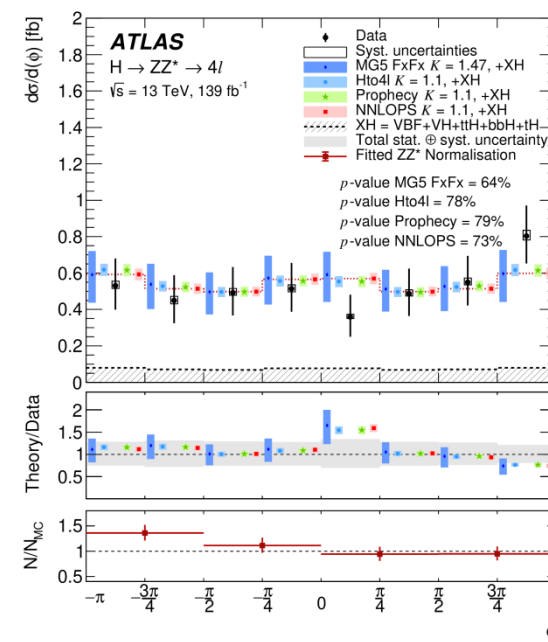 dσ/d(ϕ) [fb]
2
1.8
1.6
1.4
1.2
1
0.8
0.6
0.4
0.2
0
ATLAS
H → ZZ* → 4l
√s = 13 TeV, 139 fb⁻¹
Data
Syst. uncertainties
MG5 FxFx K = 1.47, +XH
Hto4l K = 1.1, +XH
Prophecy K = 1.1, +XH
NNLOPS K = 1.1, +XH
XH = VBF+VH+ttH+bbH+tH
Total stat. ⊕ syst. uncertainty
Fitted ZZ* Normalisation
p-value MG5 FxFx = 64%
p-value Hto4l = 78%
p-value Prophecy = 79%
p-value NNLOPS = 73%
Theory/Data
2
1.5
1
0.5
N/N_MC
1.5
1
0.5
−π −3π/4 −π/2 −π/4 0 π/4 π/2 3π/4